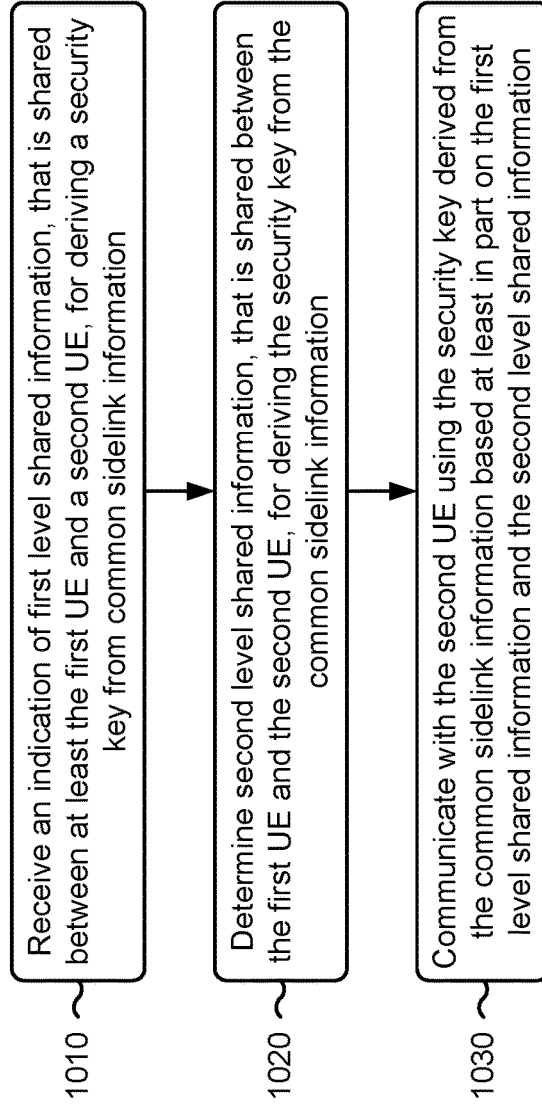 1010
Receive an indication of first level shared information, that is shared
between at least the first UE and a second UE, for deriving a security
key from common sidelink information
1020
Determine second level shared information, that is shared between
the first UE and the second UE, for deriving the security key from the
common sidelink information
1030
Communicate with the second UE using the security key derived from
the common sidelink information based at least in part on the first
level shared information and the second level shared information